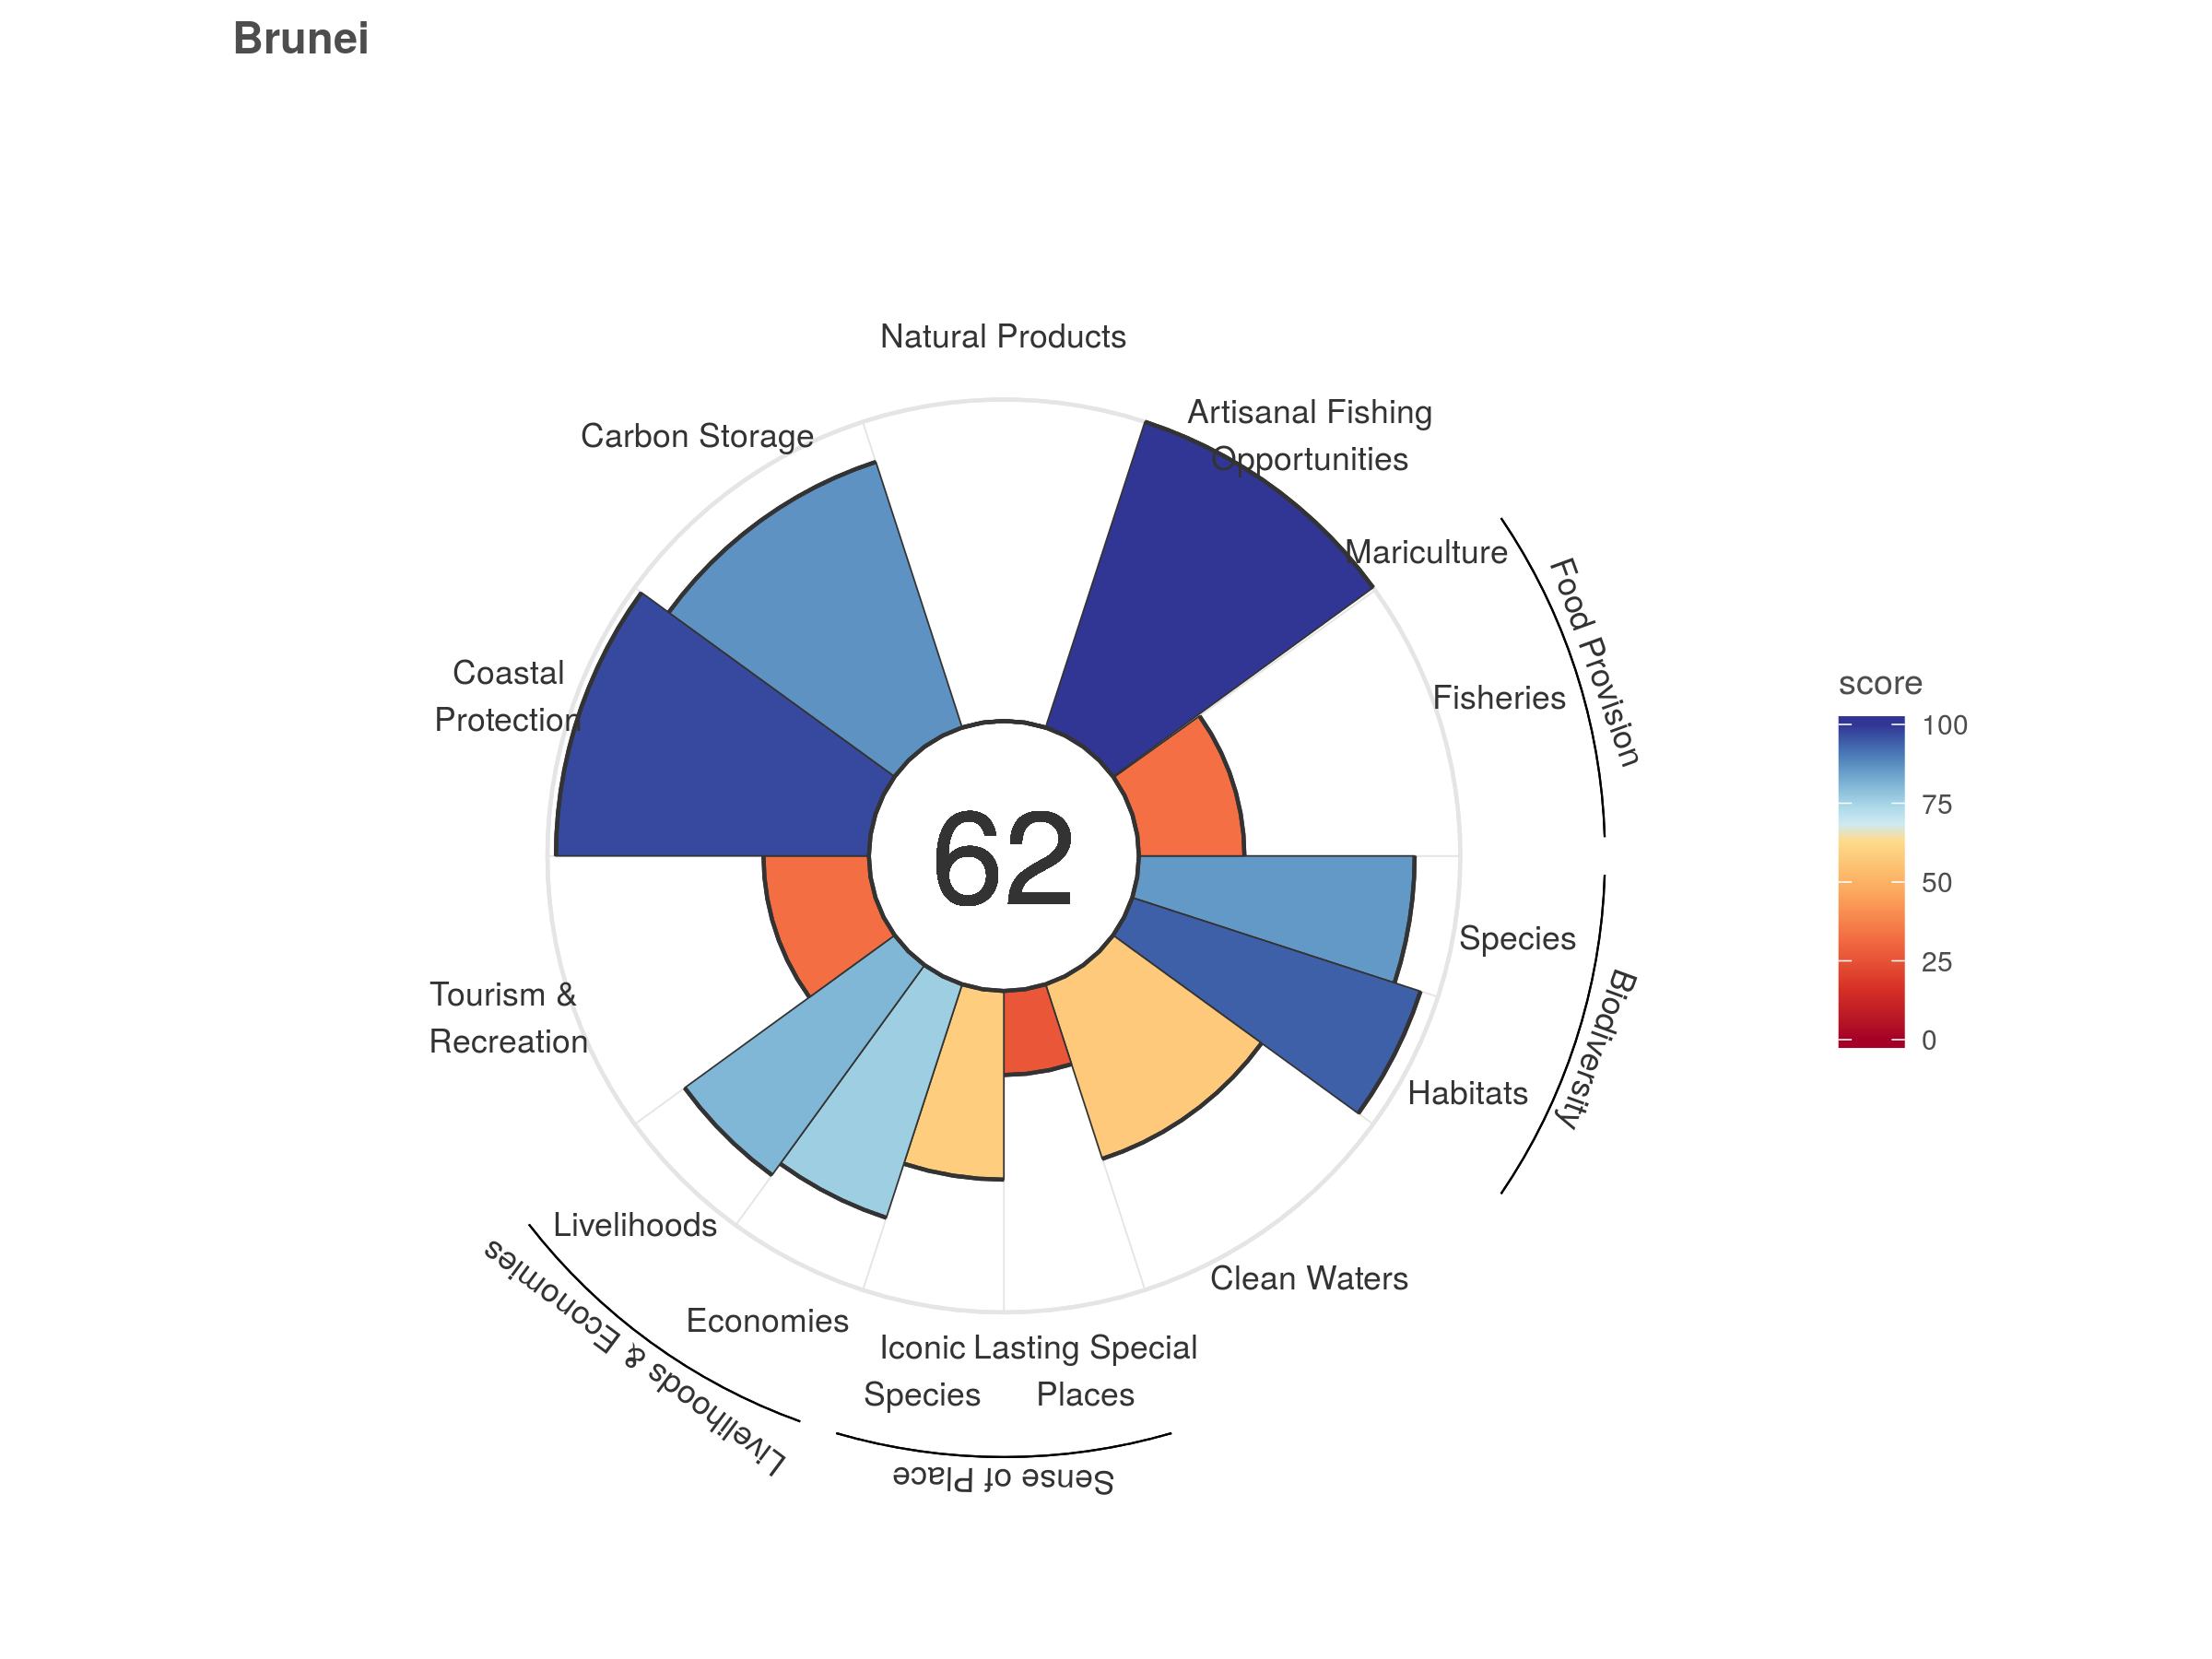 Brunei
Natural Products
Artisanal Fishing
Opportunities
Carbon Storage
Mariculture
Food Provision
Fisheries
Coastal
Protection
score
100
75
50
25
0
62
Species
Biodiversity
Habitats
Tourism &
Recreation
Livelihoods
Livelihoods & Economies
Economies
Clean Waters
Iconic
Species
Lasting Special
Places
Sense of Place